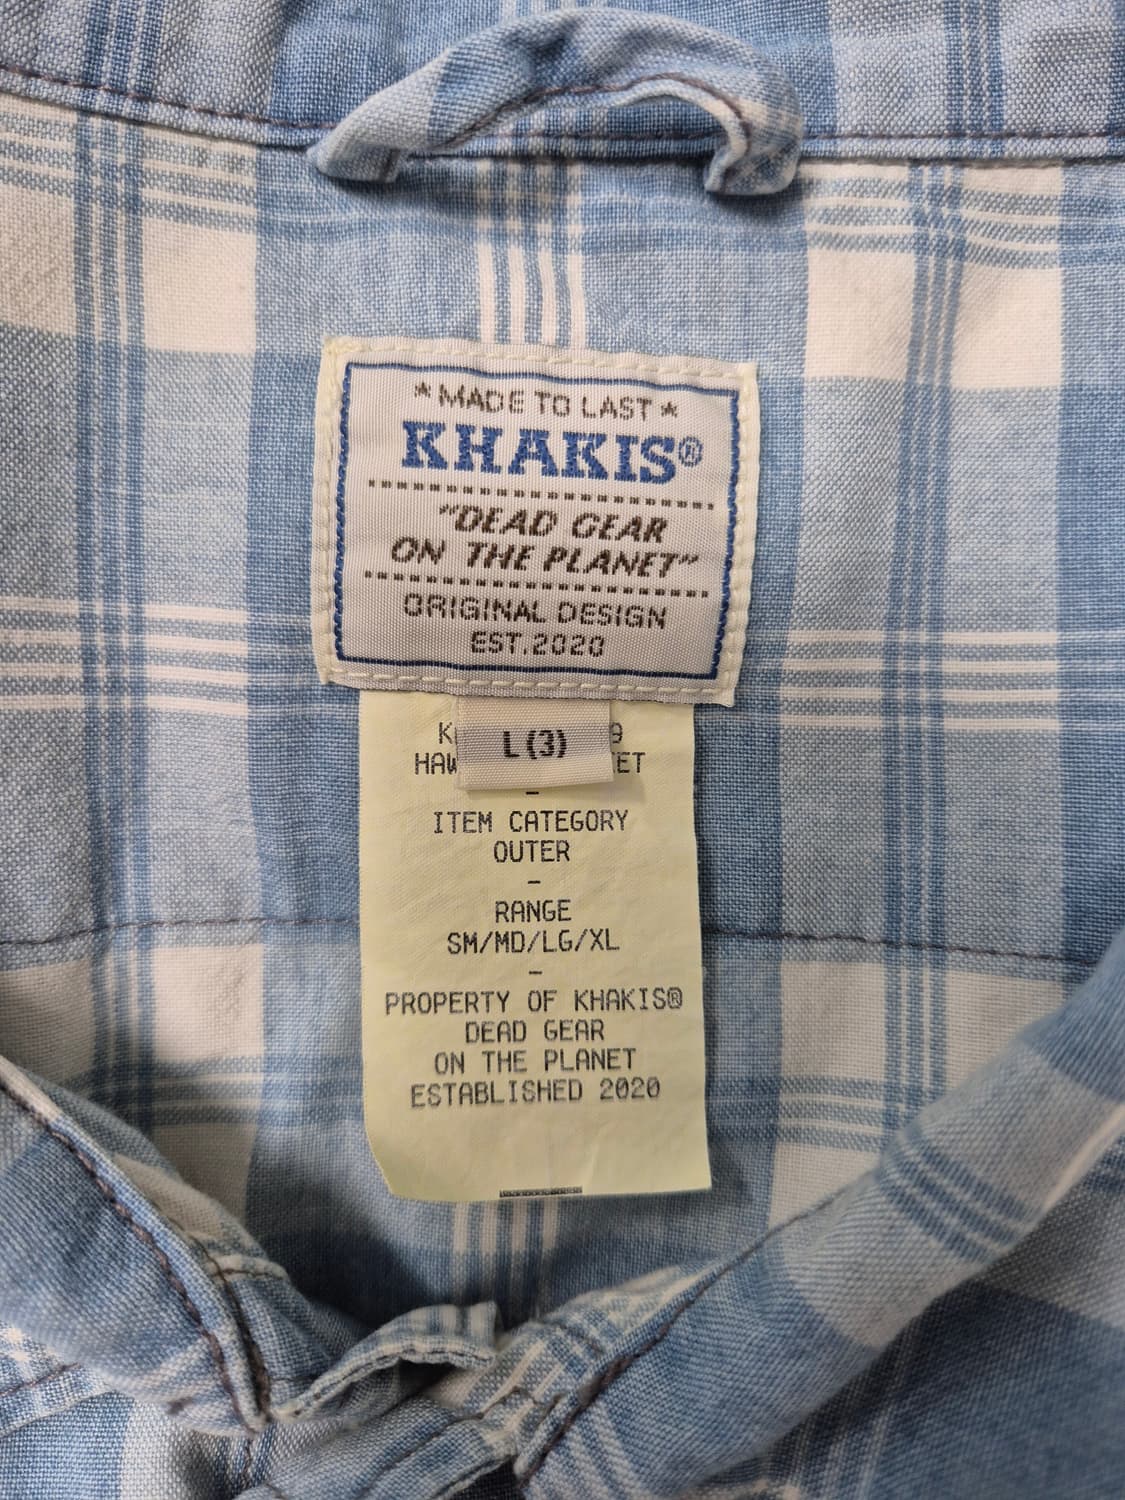 * MADE TO LAST *
KHAKIS®
"DEAD GEAR
ON THE PLANET"
ORIGINAL DESIGN
EST.2020
L (3)
ITEM CATEGORY
OUTER
-
RANGE
SM/MD/LG/XL
-
PROPERTY OF KHAKIS®
DEAD GEAR
ON THE PLANET
ESTABLISHED 2020